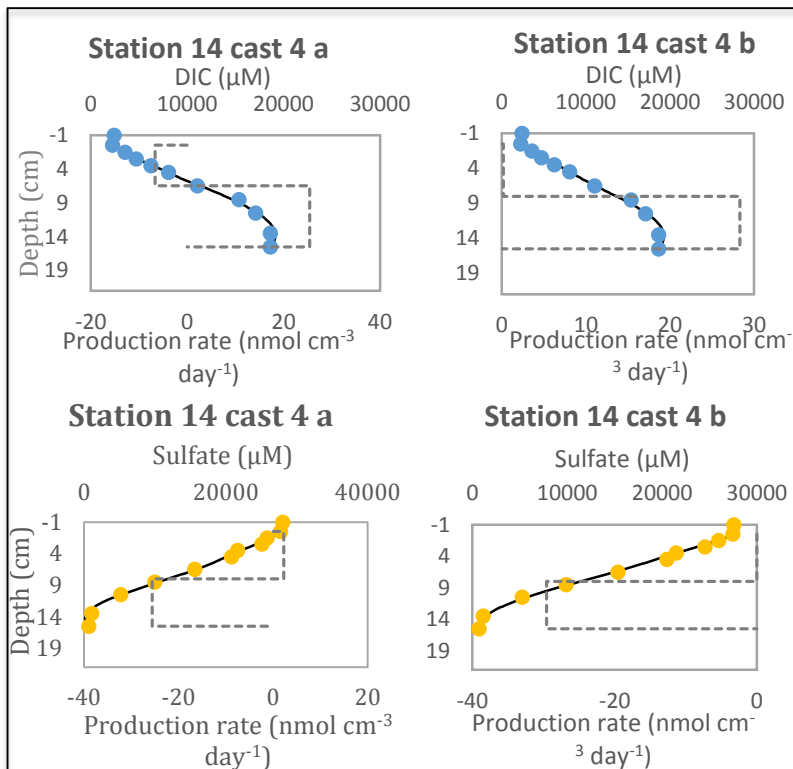 Station 14 cast 4 a
DIC (µM)
0 10000 20000 30000
-1
4
9
14
19
Depth (cm)
-20 0 20 40
Production rate (nmol cm-³
day-¹)
Station 14 cast 4 b
DIC (µM)
0 10000 20000 30000
-1
4
9
14
19
0 10 20 30
Production rate (nmol cm-
³ day-¹)
Station 14 cast 4 a
Sulfate (µM)
0 20000 40000
-1
4
9
14
19
Depth (cm)
-40 -20 0 20
Production rate (nmol cm-³
day-¹)
Station 14 cast 4 b
Sulfate (µM)
0 10000 20000 30000
-1
4
9
14
19
-40 -20 0
Production rate (nmol cm-
³ day-¹)